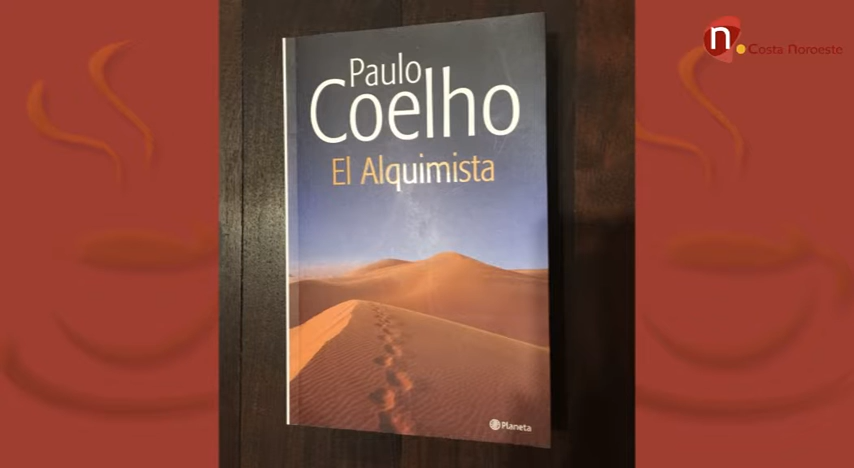 Paulo
Coelho
El Alquimista
Planeta
n. Costa Noroeste